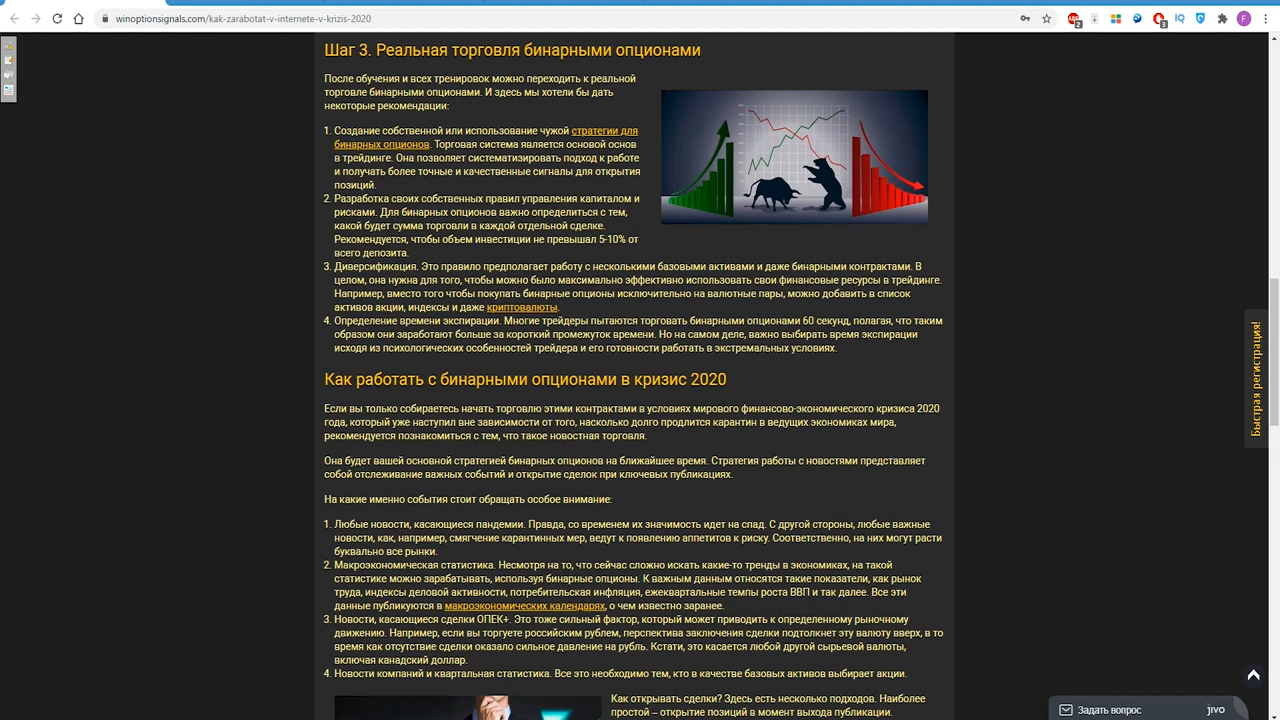 winoptionsignals.com/kak-zarabotat-v-internete-v-krizis-2020
Шаг 3. Реальная торговля бинарными опционами
После обучения и всех тренировок можно переходить к реальной
торговле бинарными опционами. И здесь мы хотели бы дать
некоторые рекомендации:
1. Создание собственной или использование чужой стратегии для
бинарных опционов. Торговая система является основой основ
в трейдинге. Она позволяет систематизировать подход к работе
и получать более точные и качественные сигналы для открытия
позиций.
2. Разработка своих собственных правил управления капиталом и
рисками. Для бинарных опционов важно определиться с тем,
какой будет сумма торговли в каждой отдельной сделке.
Рекомендуется, чтобы объем инвестиции не превышал 5-10% от
всего депозита.
3. Диверсификация. Это правило предполагает работу с несколькими базовыми активами и даже бинарными контрактами. В
целом, она нужна для того, чтобы можно было максимально эффективно использовать свои финансовые ресурсы в трейдинге.
Например, вместо того чтобы покупать бинарные опционы исключительно на валютные пары, можно добавить в список
активов акции, индексы и даже криптовалюты.
4. Определение времени экспирации. Многие трейдеры пытаются торговать бинарными опционами 60 секунд, полагая, что таким
образом они заработают больше за короткий промежуток времени. Но на самом деле, важно выбирать время экспирации
исходя из психологических особенностей трейдера и его готовности работать в экстремальных условиях.
Как работать с бинарными опционами в кризис 2020
Если вы только собираетесь начать торговлю этими контрактами в условиях мирового финансово-экономического кризиса 2020
года, который уже наступил вне зависимости от того, насколько долго продлится карантин в ведущих экономиках мира,
рекомендуется познакомиться с тем, что такое новостная торговля.
Она будет вашей основной стратегией бинарных опционов на ближайшее время. Стратегия работы с новостями представляет
собой отслеживание важных событий и открытие сделок при ключевых публикациях.
На какие именно события стоит обращать особое внимание:
1. Любые новости, касающиеся пандемии. Правда, со временем их значимость идет на спад. С другой стороны, любые важные
новости, как, например, смягчение карантинных мер, ведут к появлению аппетитов к риску. Соответственно, на них могут расти
буквально все рынки.
2. Макроэкономическая статистика. Несмотря на то, что сейчас сложно искать какие-то тренды в экономиках, на такой
статистике можно зарабатывать, используя бинарные опционы. К важным данным относятся такие показатели, как рынок
труда, индексы деловой активности, потребительская инфляция, ежеквартальные темпы роста ВВП и так далее. Все эти
данные публикуются в макроэкономических календарях, о чем известно заранее.
3. Новости, касающиеся сделки ОПЕК+. Это тоже сильный фактор, который может приводить к определенному рыночному
движению. Например, если вы торгуете российским рублем, перспектива заключения сделки подтолкнет эту валюту вверх, в то
время как отсутствие сделки оказало сильное давление на рубль. Кстати, это касается любой другой сырьевой валюты,
включая канадский доллар.
4. Новости компаний и квартальная статистика. Все это необходимо тем, кто в качестве базовых активов выбирает акции.
Как открывать сделки? Здесь есть несколько подходов. Наиболее
простой – открытие позиций в момент выхода публикации.
Быстрая регистрация!
Задать вопрос
jivo
2
3
IQ
F